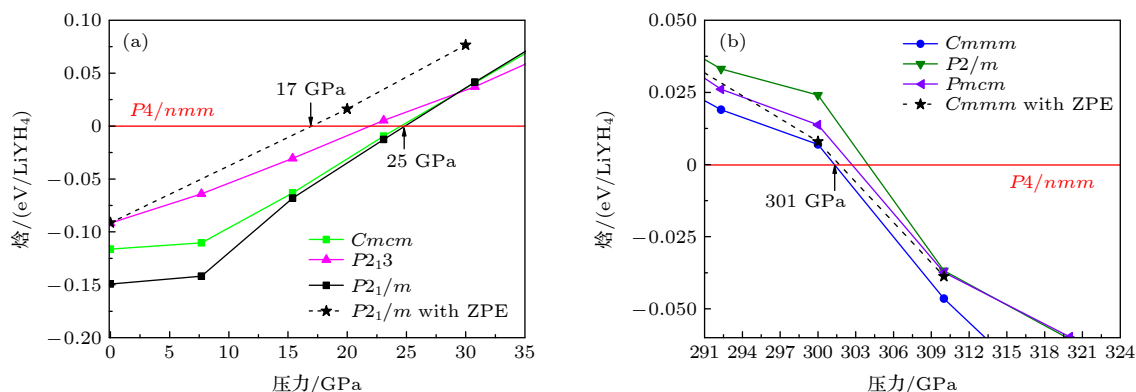 (a)
0.10
0.05
0
−0.05
−0.10
−0.15
−0.20
焓/(eV/LiYH₄)
17 GPa
P4/nmm
25 GPa
Cmcm
P2₁3
P2₁/m
P2₁/m with ZPE
0 5 10 15 20 25 30 35
压力/GPa
(b)
0.050
0.025
0
−0.025
−0.050
焓/(eV/LiYH₄)
Cmmm
P2/m
Pmcm
Cmmm with ZPE
301 GPa
P4/nmm
291 294 297 300 303 306 309 312 315 318 321 324
压力/GPa